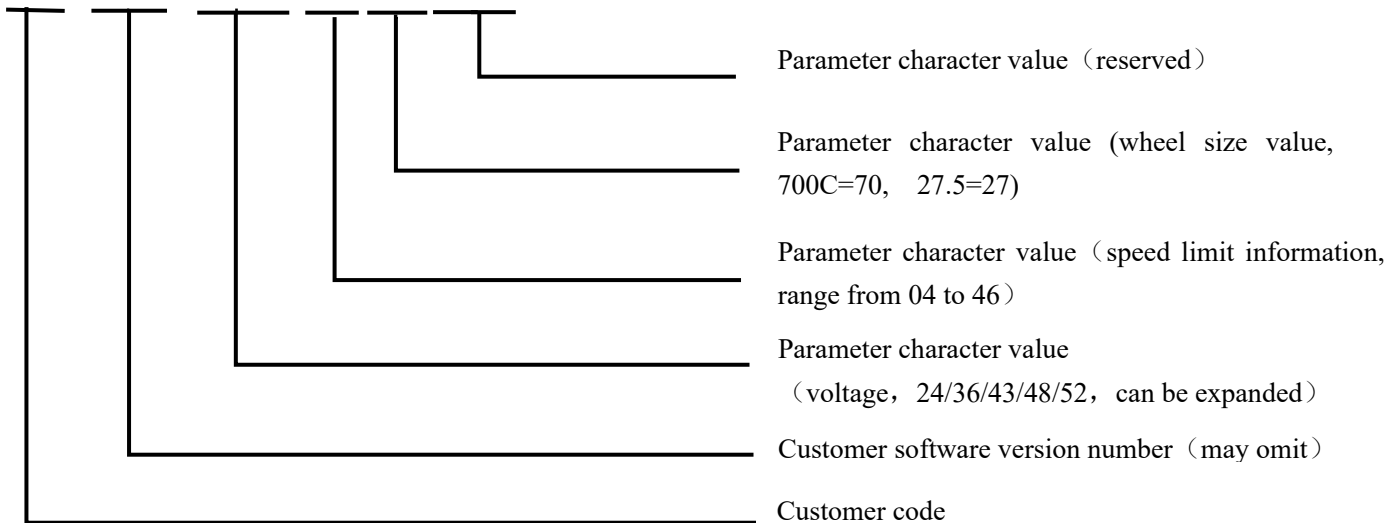 Parameter character value（reserved）
Parameter character value (wheel size value,
700C=70, 27.5=27)
Parameter character value（speed limit information,
range from 04 to 46）
Parameter character value
（voltage，24/36/43/48/52，can be expanded）
Customer software version number（may omit）
Customer code